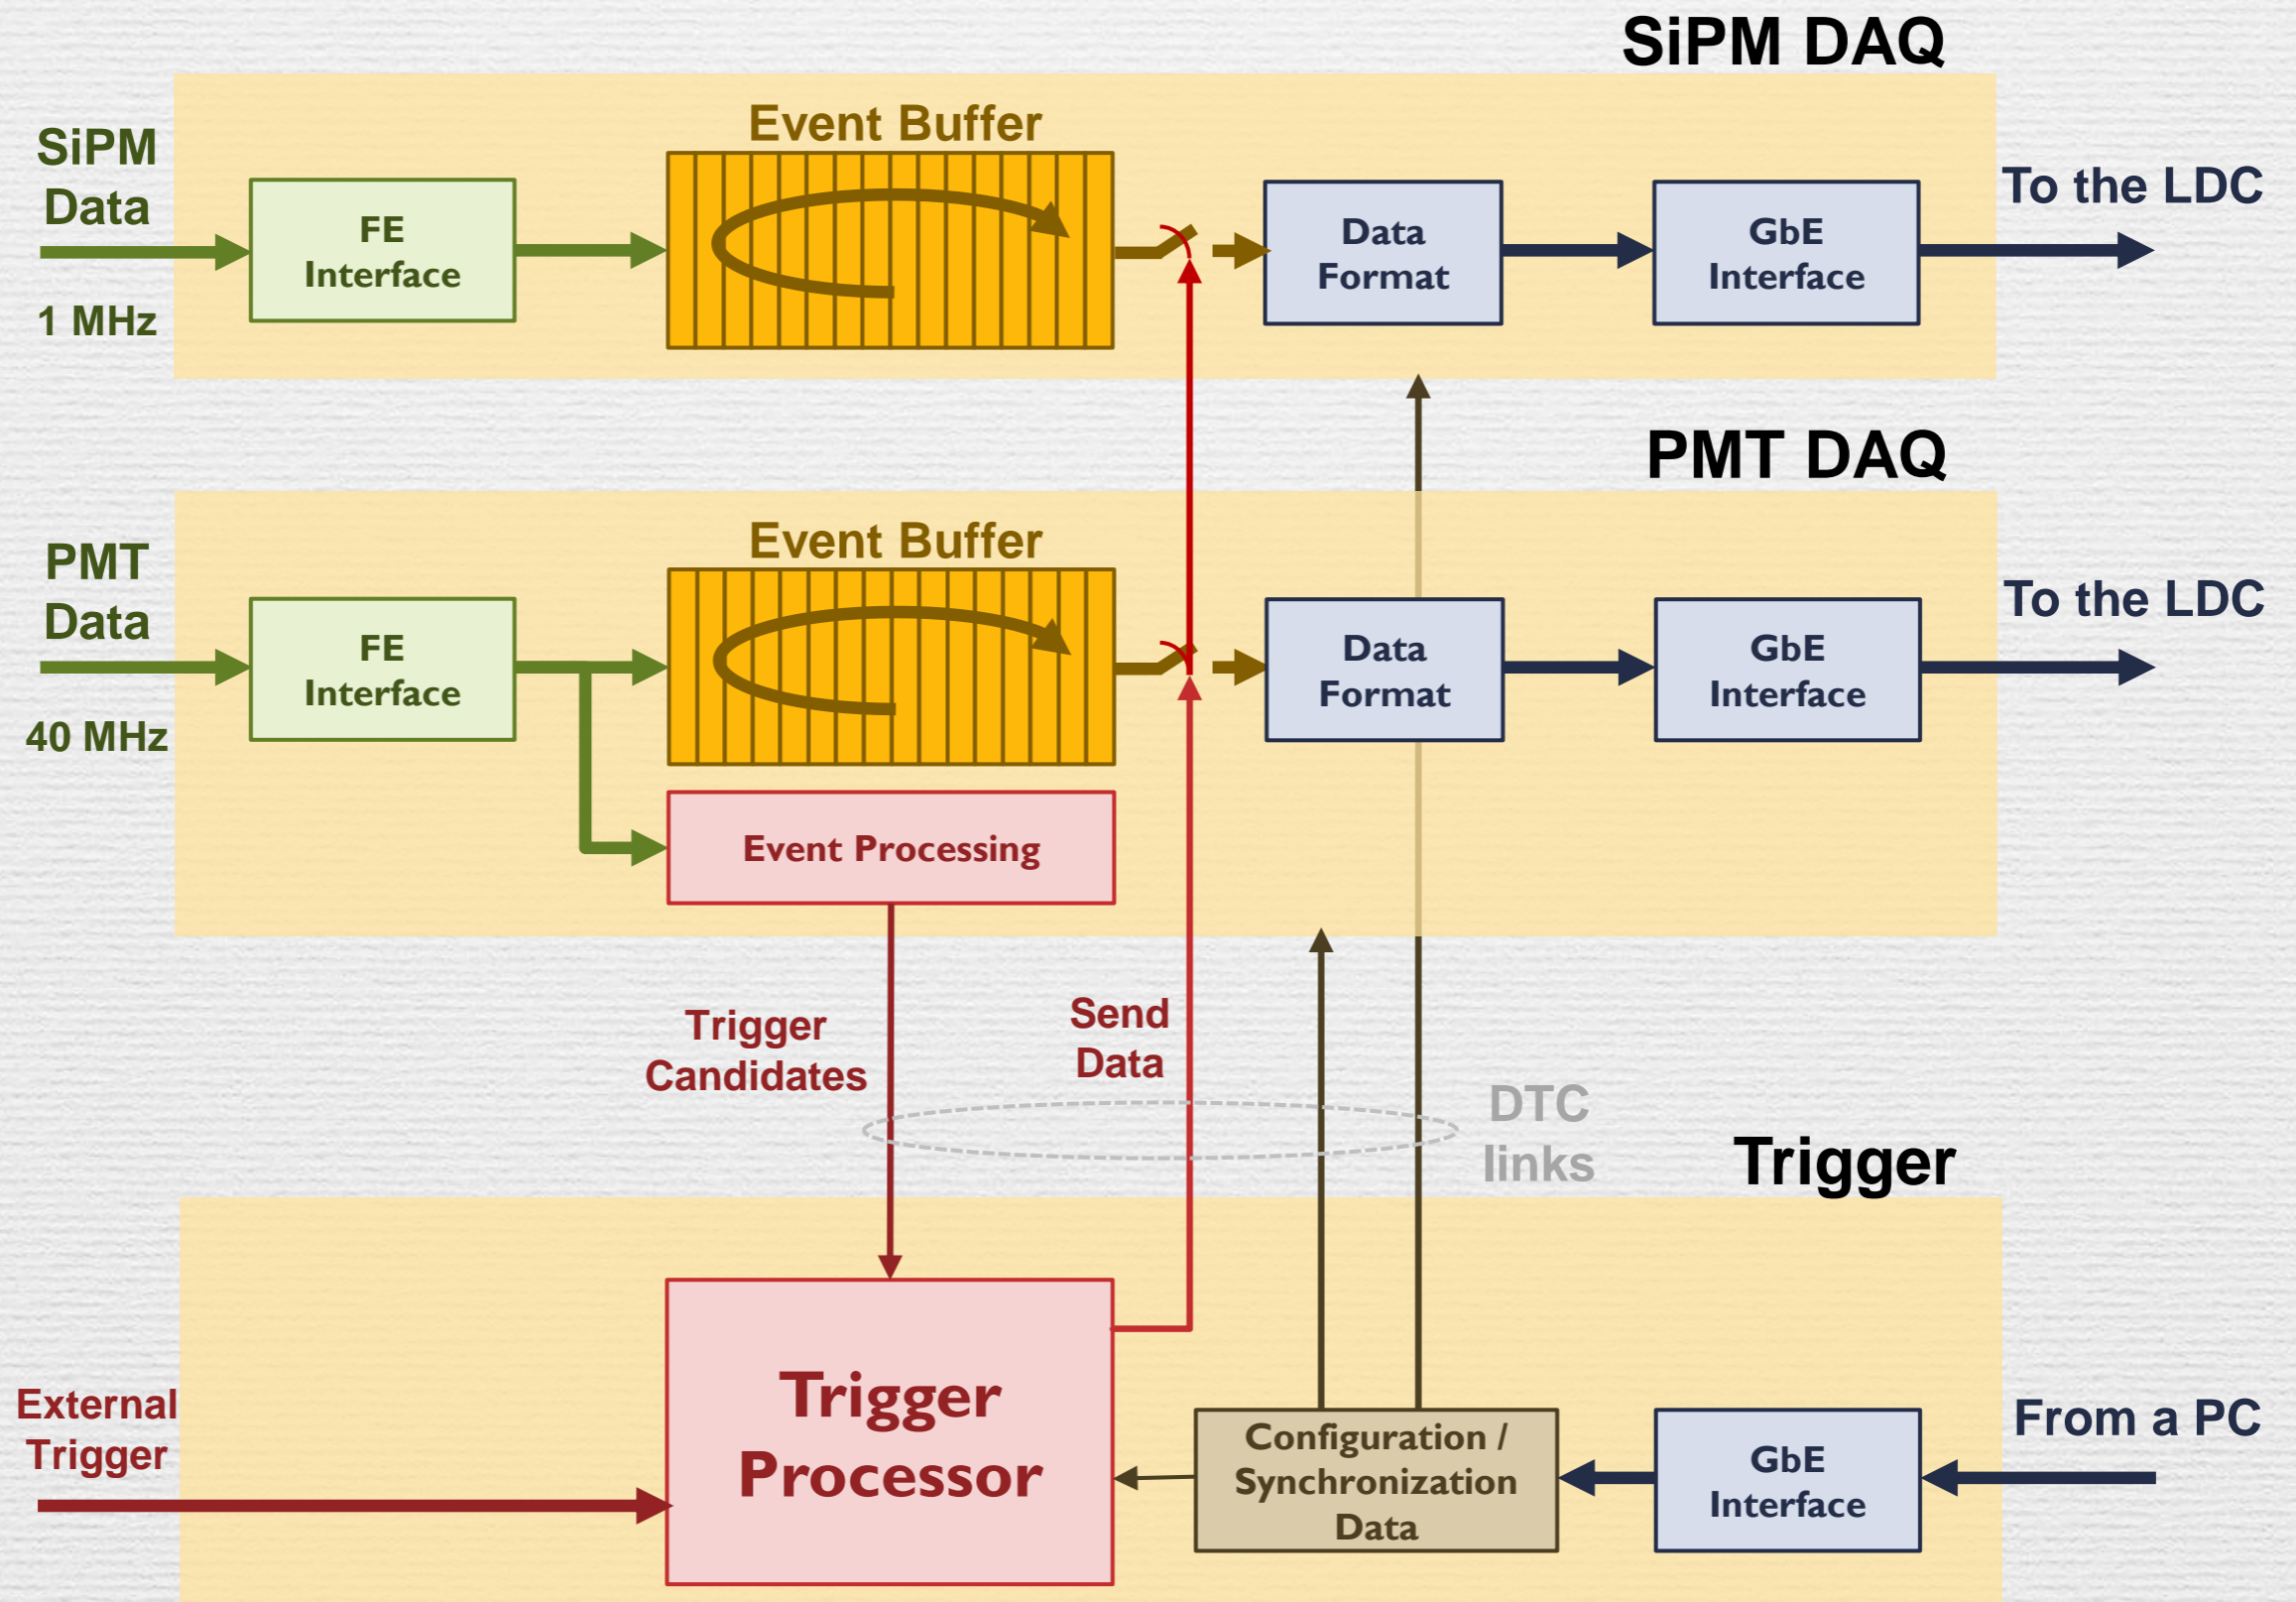 SiPM DAQ
SiPM
Data
1 MHz
FE
Interface
Event Buffer
Data
Format
GbE
Interface
To the LDC
PMT DAQ
PMT
Data
40 MHz
FE
Interface
Event Buffer
Event Processing
Data
Format
GbE
Interface
To the LDC
Trigger
Candidates
Send
Data
DTC
links
Trigger
External
Trigger
Trigger
Processor
Configuration /
Synchronization
Data
GbE
Interface
From a PC